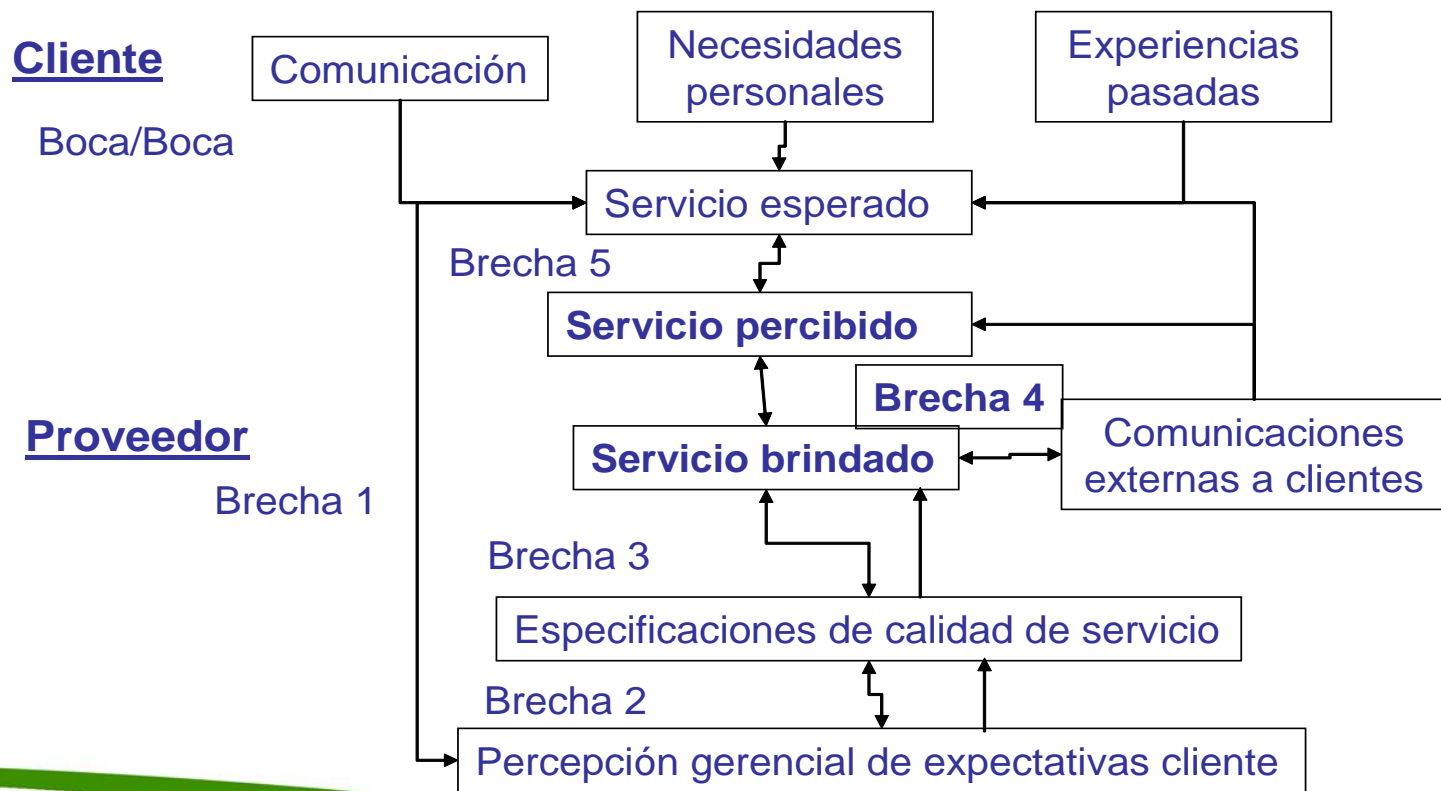 Cliente
Comunicación
Necesidades
personales
Experiencias
pasadas
Boca/Boca
Servicio esperado
Brecha 5
Servicio percibido
Brecha 4
Proveedor
Servicio brindado
Comunicaciones
externas a clientes
Brecha 1
Brecha 3
Especificaciones de calidad de servicio
Brecha 2
Percepción gerencial de expectativas cliente